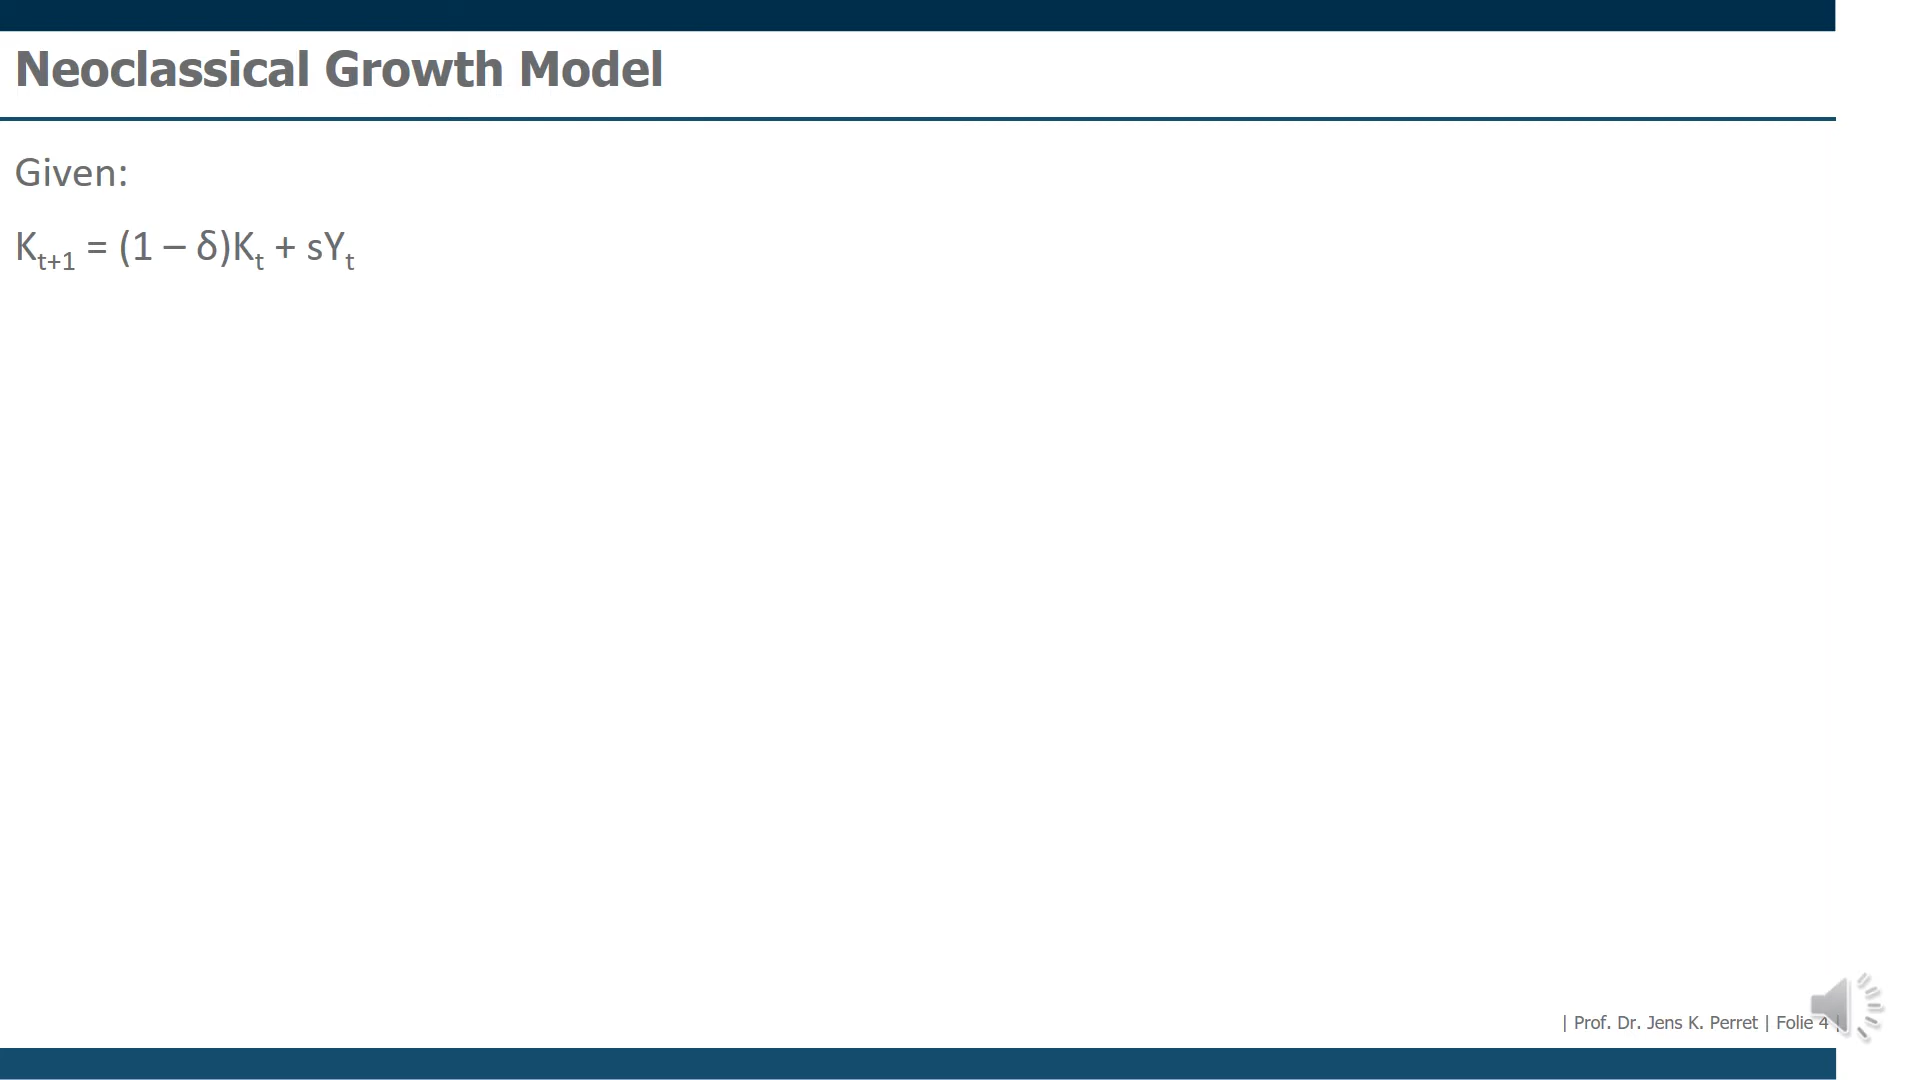 Neoclassical Growth Model
Given:
Kₜ₊₁ = (1 – δ)Kₜ + sYₜ
| Prof. Dr. Jens K. Perret | Folie 4 |